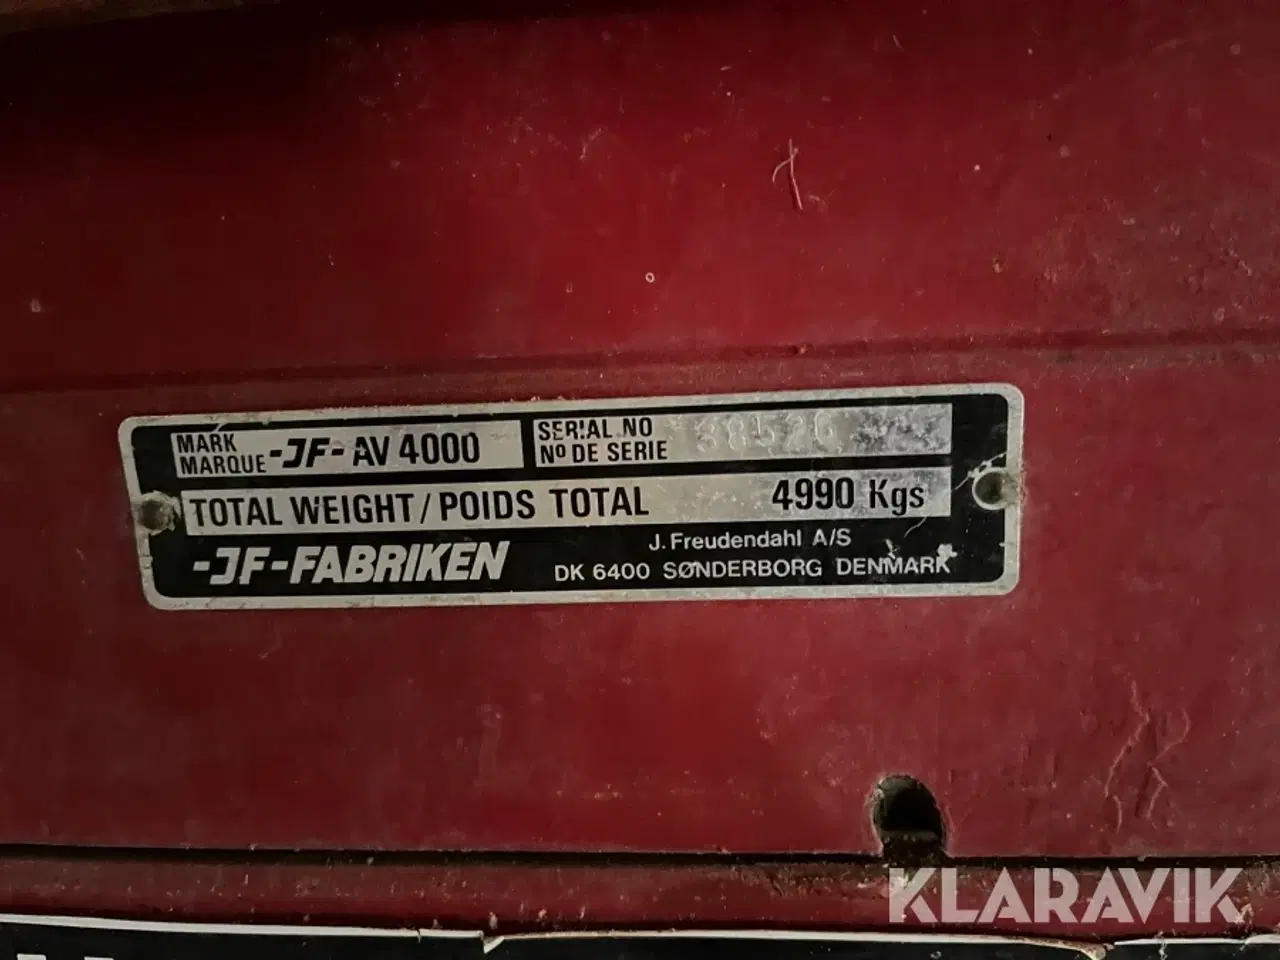 MARK
MARQUE -JF- AV 4000
SERIAL NO
Nº DE SERIE 38526
TOTAL WEIGHT / POIDS TOTAL 4990 Kgs
-JF-FABRIKEN
J. Freudendahl A/S
DK 6400 SØNDERBORG DENMARK
KLARAVIK